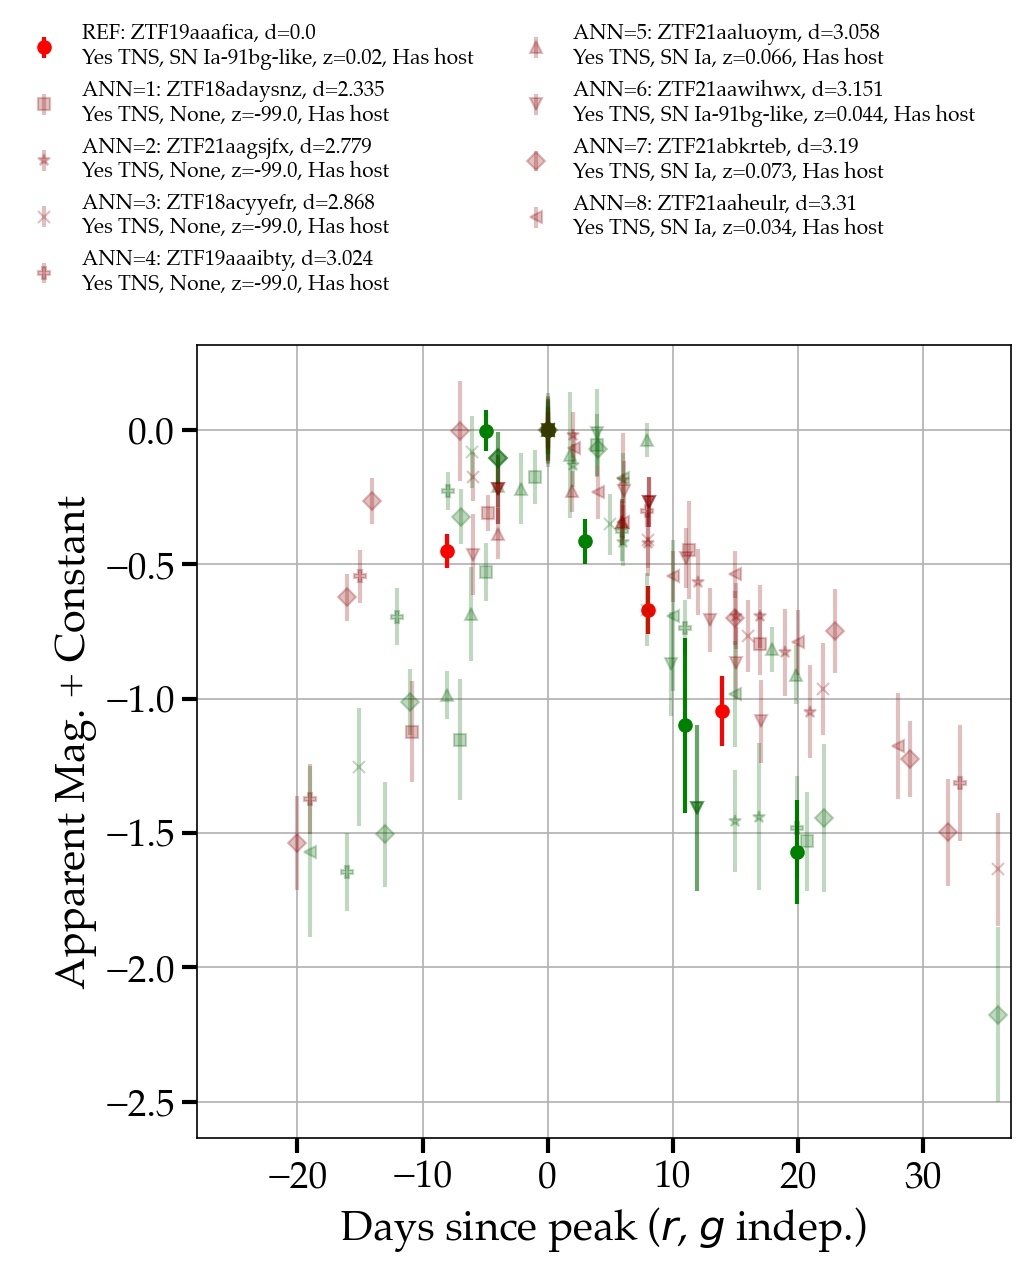 REF: ZTF19aaafica, d=0.0
Yes TNS, SN Ia-91bg-like, z=0.02, Has host
ANN=1: ZTF18adaysnz, d=2.335
Yes TNS, None, z=-99.0, Has host
ANN=2: ZTF21aagsjfx, d=2.779
Yes TNS, None, z=-99.0, Has host
ANN=3: ZTF18acyyefr, d=2.868
Yes TNS, None, z=-99.0, Has host
ANN=4: ZTF19aaaibty, d=3.024
Yes TNS, None, z=-99.0, Has host
ANN=5: ZTF21aaluoym, d=3.058
Yes TNS, SN Ia, z=0.066, Has host
ANN=6: ZTF21aawihwx, d=3.151
Yes TNS, SN Ia-91bg-like, z=0.044, Has host
ANN=7: ZTF21abkrteb, d=3.19
Yes TNS, SN Ia, z=0.073, Has host
ANN=8: ZTF21aaheulr, d=3.31
Yes TNS, SN Ia, z=0.034, Has host
Apparent Mag. + Constant
0.0
−0.5
−1.0
−1.5
−2.0
−2.5
−20 −10 0 10 20 30
Days since peak (r, g indep.)